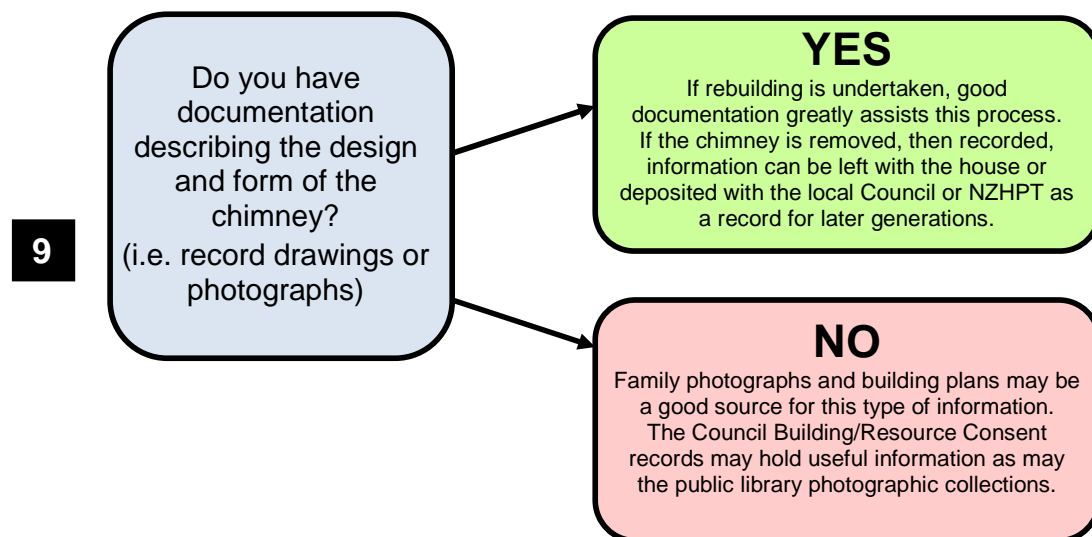 9
Do you have
documentation
describing the design
and form of the
chimney?
(i.e. record drawings or
photographs)
YES
If rebuilding is undertaken, good
documentation greatly assists this process.
If the chimney is removed, then recorded,
information can be left with the house or
deposited with the local Council or NZHPT as
a record for later generations.
NO
Family photographs and building plans may be
a good source for this type of information.
The Council Building/Resource Consent
records may hold useful information as may
the public library photographic collections.